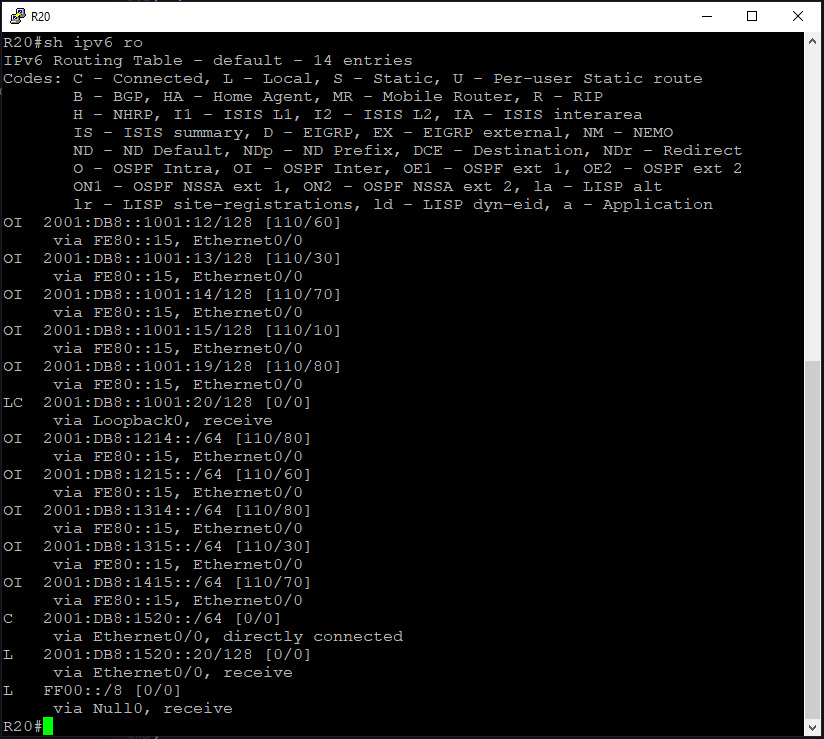 R20
R20#sh ipv6 ro
IPv6 Routing Table - default - 14 entries
Codes: C - Connected, L - Local, S - Static, U - Per-user Static route
       B - BGP, HA - Home Agent, MR - Mobile Router, R - RIP
       H - NHRP, I1 - ISIS L1, I2 - ISIS L2, IA - ISIS interarea
       IS - ISIS summary, D - EIGRP, EX - EIGRP external, NM - NEMO
       ND - ND Default, NDp - ND Prefix, DCE - Destination, NDr - Redirect
       O - OSPF Intra, OI - OSPF Inter, OE1 - OSPF ext 1, OE2 - OSPF ext 2
       ON1 - OSPF NSSA ext 1, ON2 - OSPF NSSA ext 2, la - LISP alt
       lr - LISP site-registrations, ld - LISP dyn-eid, a - Application
OI  2001:DB8::1001:12/128 [110/60]
     via FE80::15, Ethernet0/0
OI  2001:DB8::1001:13/128 [110/30]
     via FE80::15, Ethernet0/0
OI  2001:DB8::1001:14/128 [110/70]
     via FE80::15, Ethernet0/0
OI  2001:DB8::1001:15/128 [110/10]
     via FE80::15, Ethernet0/0
OI  2001:DB8::1001:19/128 [110/80]
     via FE80::15, Ethernet0/0
LC  2001:DB8::1001:20/128 [0/0]
     via Loopback0, receive
OI  2001:DB8:1214::/64 [110/80]
     via FE80::15, Ethernet0/0
OI  2001:DB8:1215::/64 [110/60]
     via FE80::15, Ethernet0/0
OI  2001:DB8:1314::/64 [110/80]
     via FE80::15, Ethernet0/0
OI  2001:DB8:1315::/64 [110/30]
     via FE80::15, Ethernet0/0
OI  2001:DB8:1415::/64 [110/70]
     via FE80::15, Ethernet0/0
C   2001:DB8:1520::/64 [0/0]
     via Ethernet0/0, directly connected
L   2001:DB8:1520::20/128 [0/0]
     via Ethernet0/0, receive
L   FF00::/8 [0/0]
     via Null0, receive
R20#